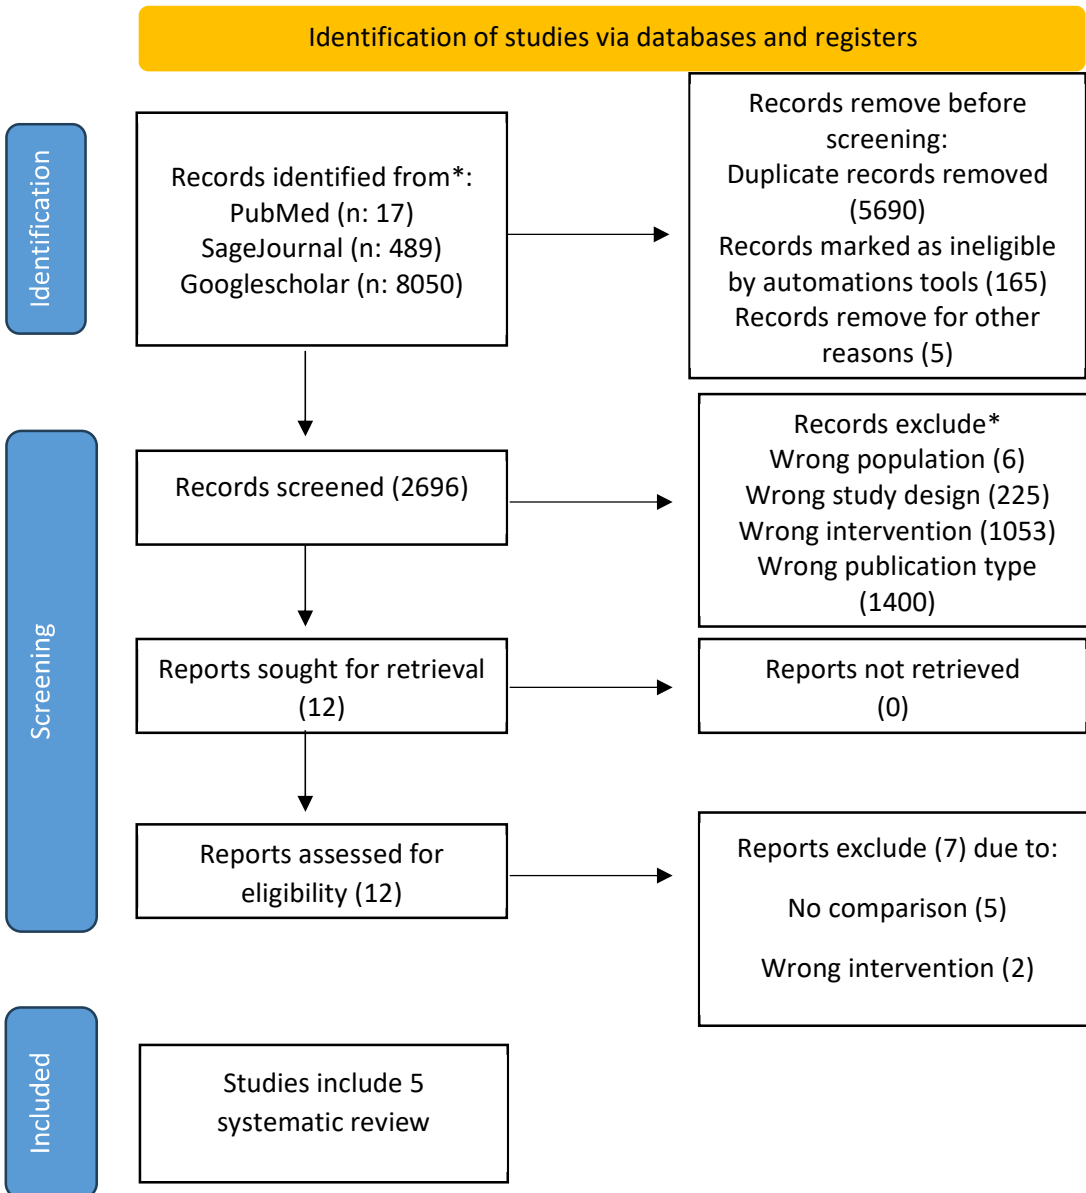 Identification of studies via databases and registers
Identification
Records identified from*:
PubMed (n: 17)
SageJournal (n: 489)
Googlescholar (n: 8050)
Records remove before
screening:
Duplicate records removed
(5690)
Records marked as ineligible
by automations tools (165)
Records remove for other
reasons (5)
Screening
Records screened (2696)
Records exclude*
Wrong population (6)
Wrong study design (225)
Wrong intervention (1053)
Wrong publication type
(1400)
Reports sought for retrieval
(12)
Reports not retrieved
(0)
Reports assessed for
eligibility (12)
Reports exclude (7) due to:
No comparison (5)
Wrong intervention (2)
Included
Studies include 5
systematic review